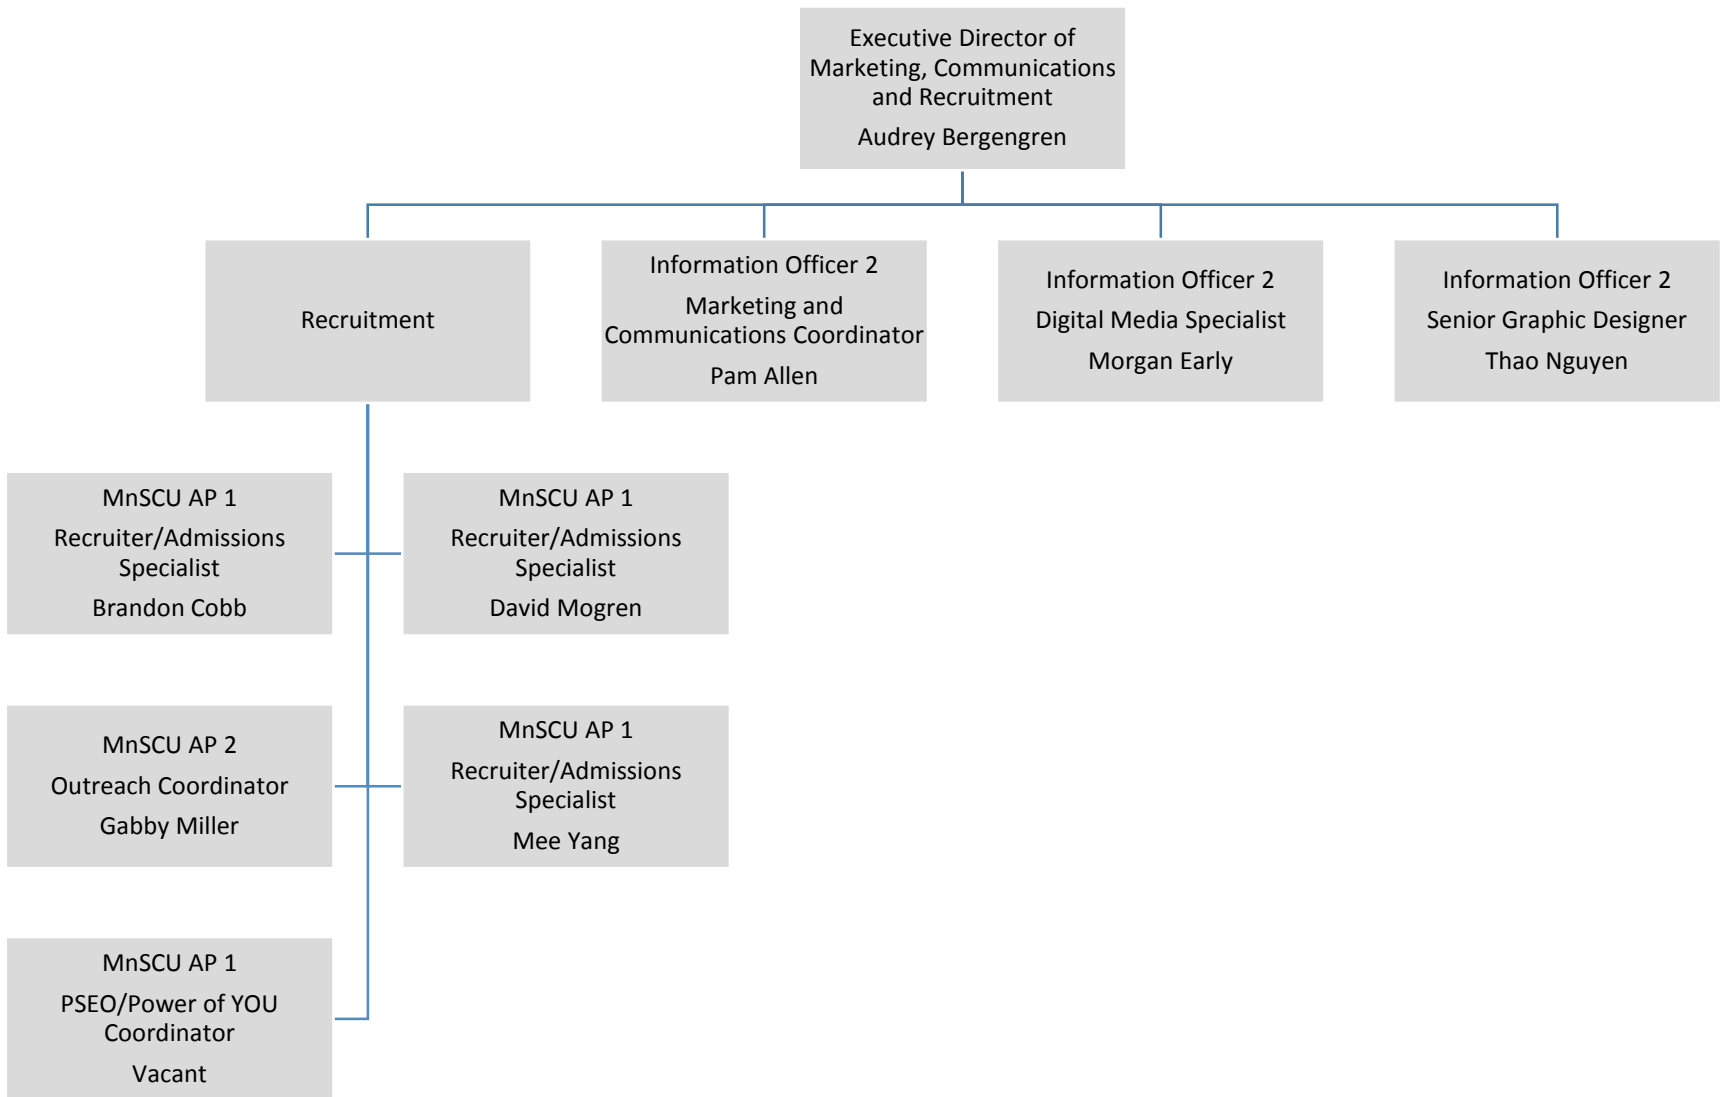 Executive Director of
Marketing, Communications
and Recruitment
Audrey Bergengren
Recruitment
Information Officer 2
Marketing and
Communications Coordinator
Pam Allen
Information Officer 2
Digital Media Specialist
Morgan Early
Information Officer 2
Senior Graphic Designer
Thao Nguyen
MnSCU AP 1
Recruiter/Admissions
Specialist
Brandon Cobb
MnSCU AP 1
Recruiter/Admissions
Specialist
David Mogren
MnSCU AP 2
Outreach Coordinator
Gabby Miller
MnSCU AP 1
Recruiter/Admissions
Specialist
Mee Yang
MnSCU AP 1
PSEO/Power of YOU
Coordinator
Vacant